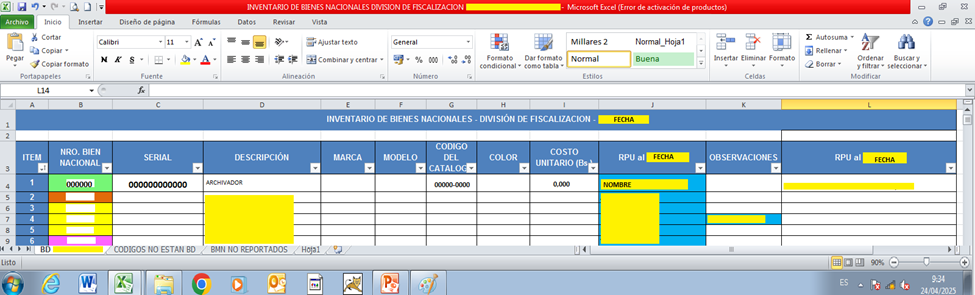 INVENTARIO DE BIENES NACIONALES DIVISION DE FISCALIZACION - Microsoft Excel (Error de activación de productos)
Archivo Inicio Insertar Diseño de página Fórmulas Datos Revisar Vista
Cortar Calibri 11 Ajustar texto General Millares 2 Normal_Hoja1 Autosuma
Pegar Copiar Combinar y centrar Formato condicional Dar formato como tabla Normal Buena Insertar Eliminar Formato Rellenar Ordenar y filtrar Buscar y seleccionar
Copiar formato Borrar
Portapapeles Fuente Alineación Número Estilos Celdas Modificar
L14 fx
A B C D E F G H I J K L
1 INVENTARIO DE BIENES NACIONALES - DIVISIÓN DE FISCALIZACION - FECHA
2
3 ITEM NRO. BIEN NACIONAL SERIAL DESCRIPCIÓN MARCA MODELO CODIGO DEL CATALOG COLOR COSTO UNITARIO (Bs.) RPU al FECHA OBSERVACIONES RPU al FECHA
4 1 000000 000000000000 ARCHIVADOR 00000-0000 0,000 NOMBRE
5 2
6 3
7 4
8 5
9 6
BD CODIGOS NO ESTAN BD BMN NO REPORTADOS Hoja1
Listo 90%
ES 9:24
24/04/2025